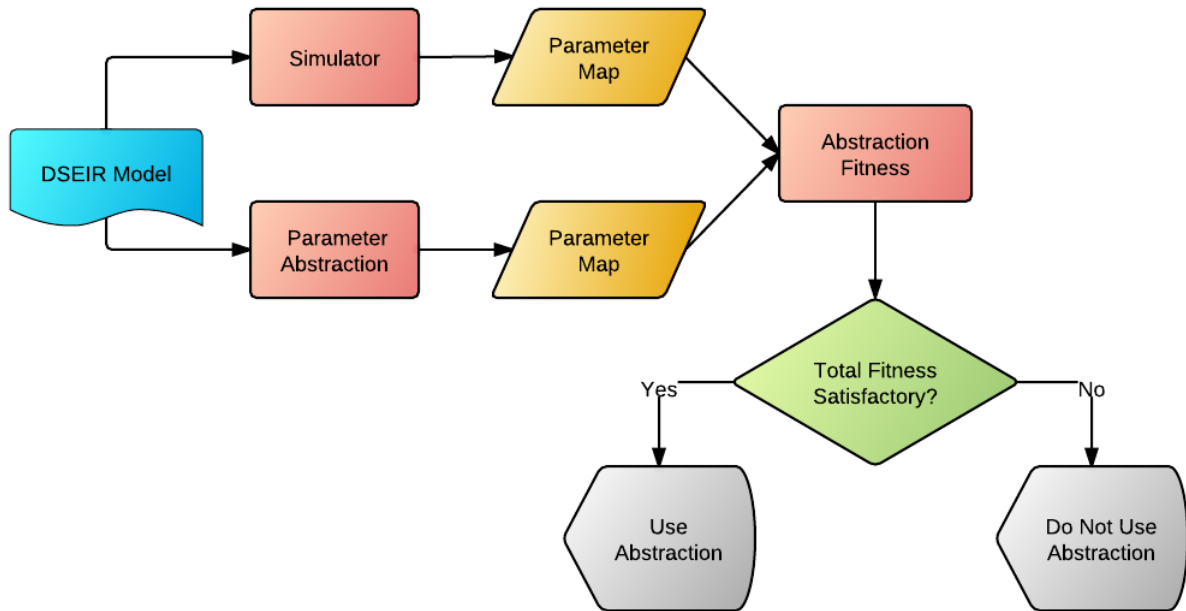 Simulator
Parameter
Map
DSEIR Model
Abstraction
Fitness
Parameter
Abstraction
Parameter
Map
Total Fitness
Satisfactory?
Yes
No
Use
Abstraction
Do Not Use
Abstraction